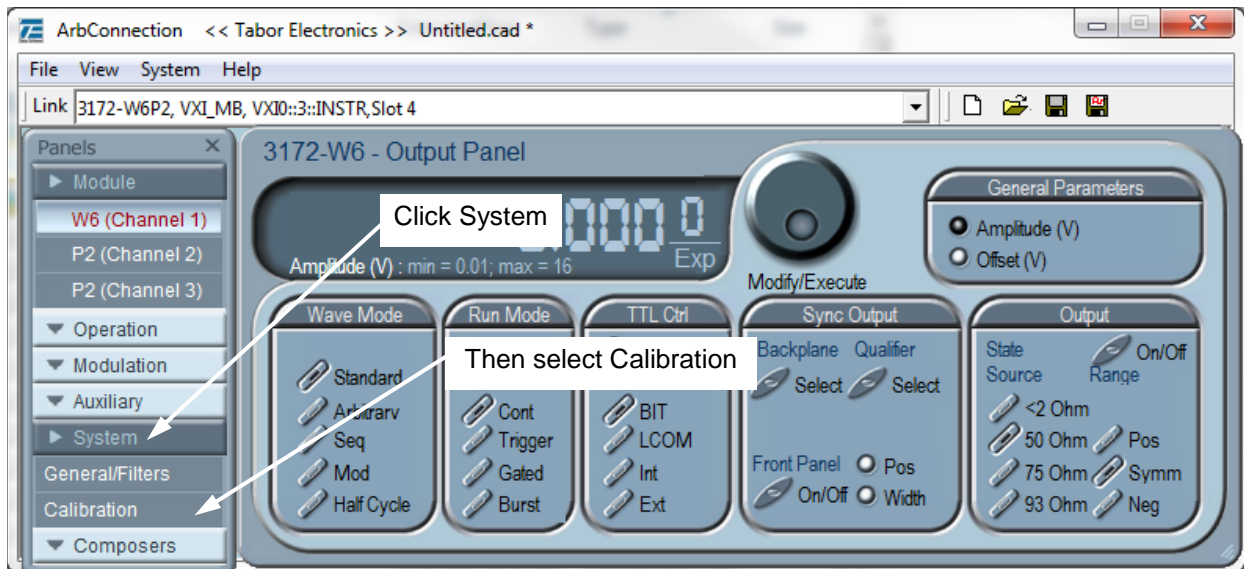 ArbConnection << Tabor Electronics >> Untitled.cad *
File View System Help
Link 3172-W6P2, VXI_MB, VXI0::3::INSTR,Slot 4
Panels
Module
W6 (Channel 1)
P2 (Channel 2)
P2 (Channel 3)
Operation
Modulation
Auxiliary
System
General/Filters
Calibration
Composers
3172-W6 - Output Panel
Click System
000 0
Exp
Amplitude (V) : min = 0.01; max = 16
Modify/Execute
General Parameters
Amplitude (V)
Offset (V)
Then select Calibration
Wave Mode
Standard
Arbitrary
Seq
Mod
Half Cycle
Run Mode
Cont
Trigger
Gated
Burst
TTL Ctrl
BIT
LCOM
Int
Ext
Sync Output
Backplane Qualifier
Select Select
Front Panel Pos
On/Off Width
Output
State On/Off
Source Range
<2 Ohm
50 Ohm Pos
75 Ohm Symm
93 Ohm Neg